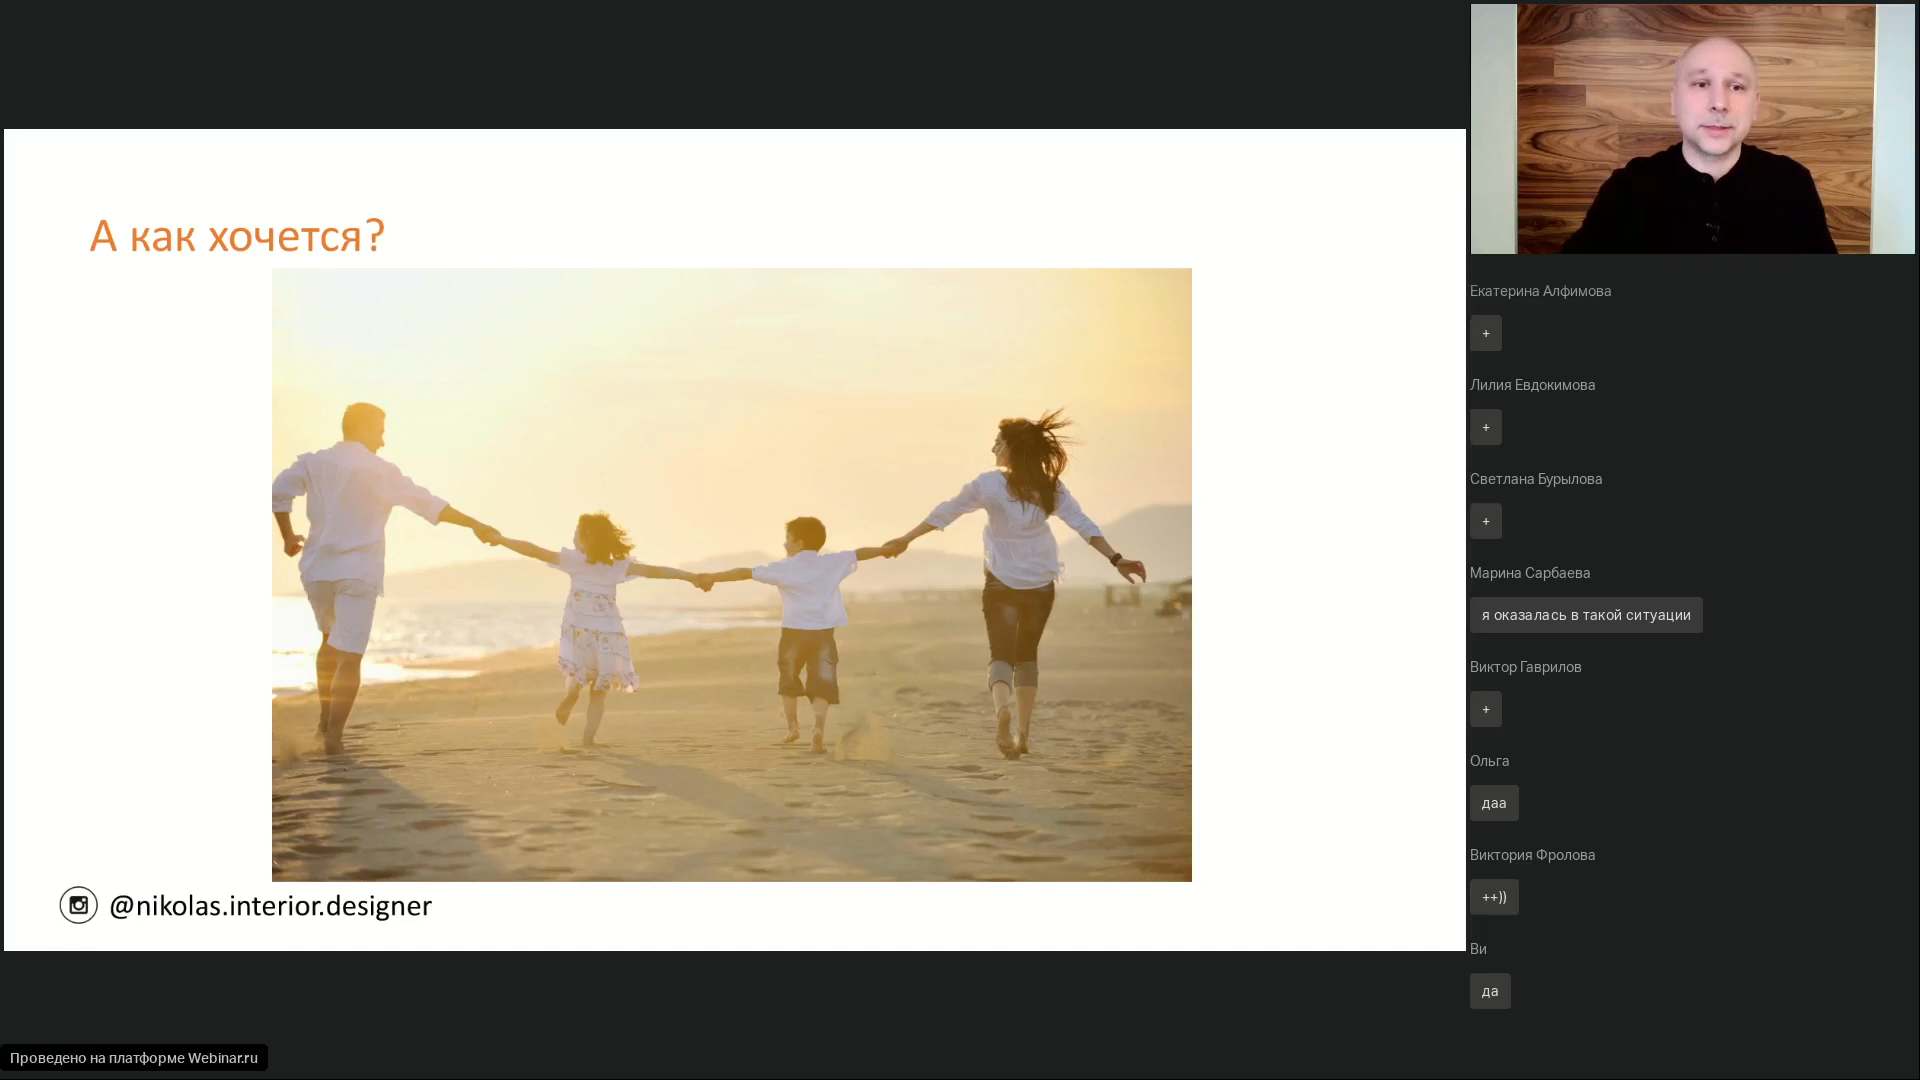 А как хочется?
@nikolas.interior.designer
Екатерина Алфимова
+
Лилия Евдокимова
+
Светлана Бурылова
+
Марина Сарбаева
я оказалась в такой ситуации
Виктор Гаврилов
+
Ольга
даа
Виктория Фролова
++))
Ви
да
Проведено на платформе Webinar.ru